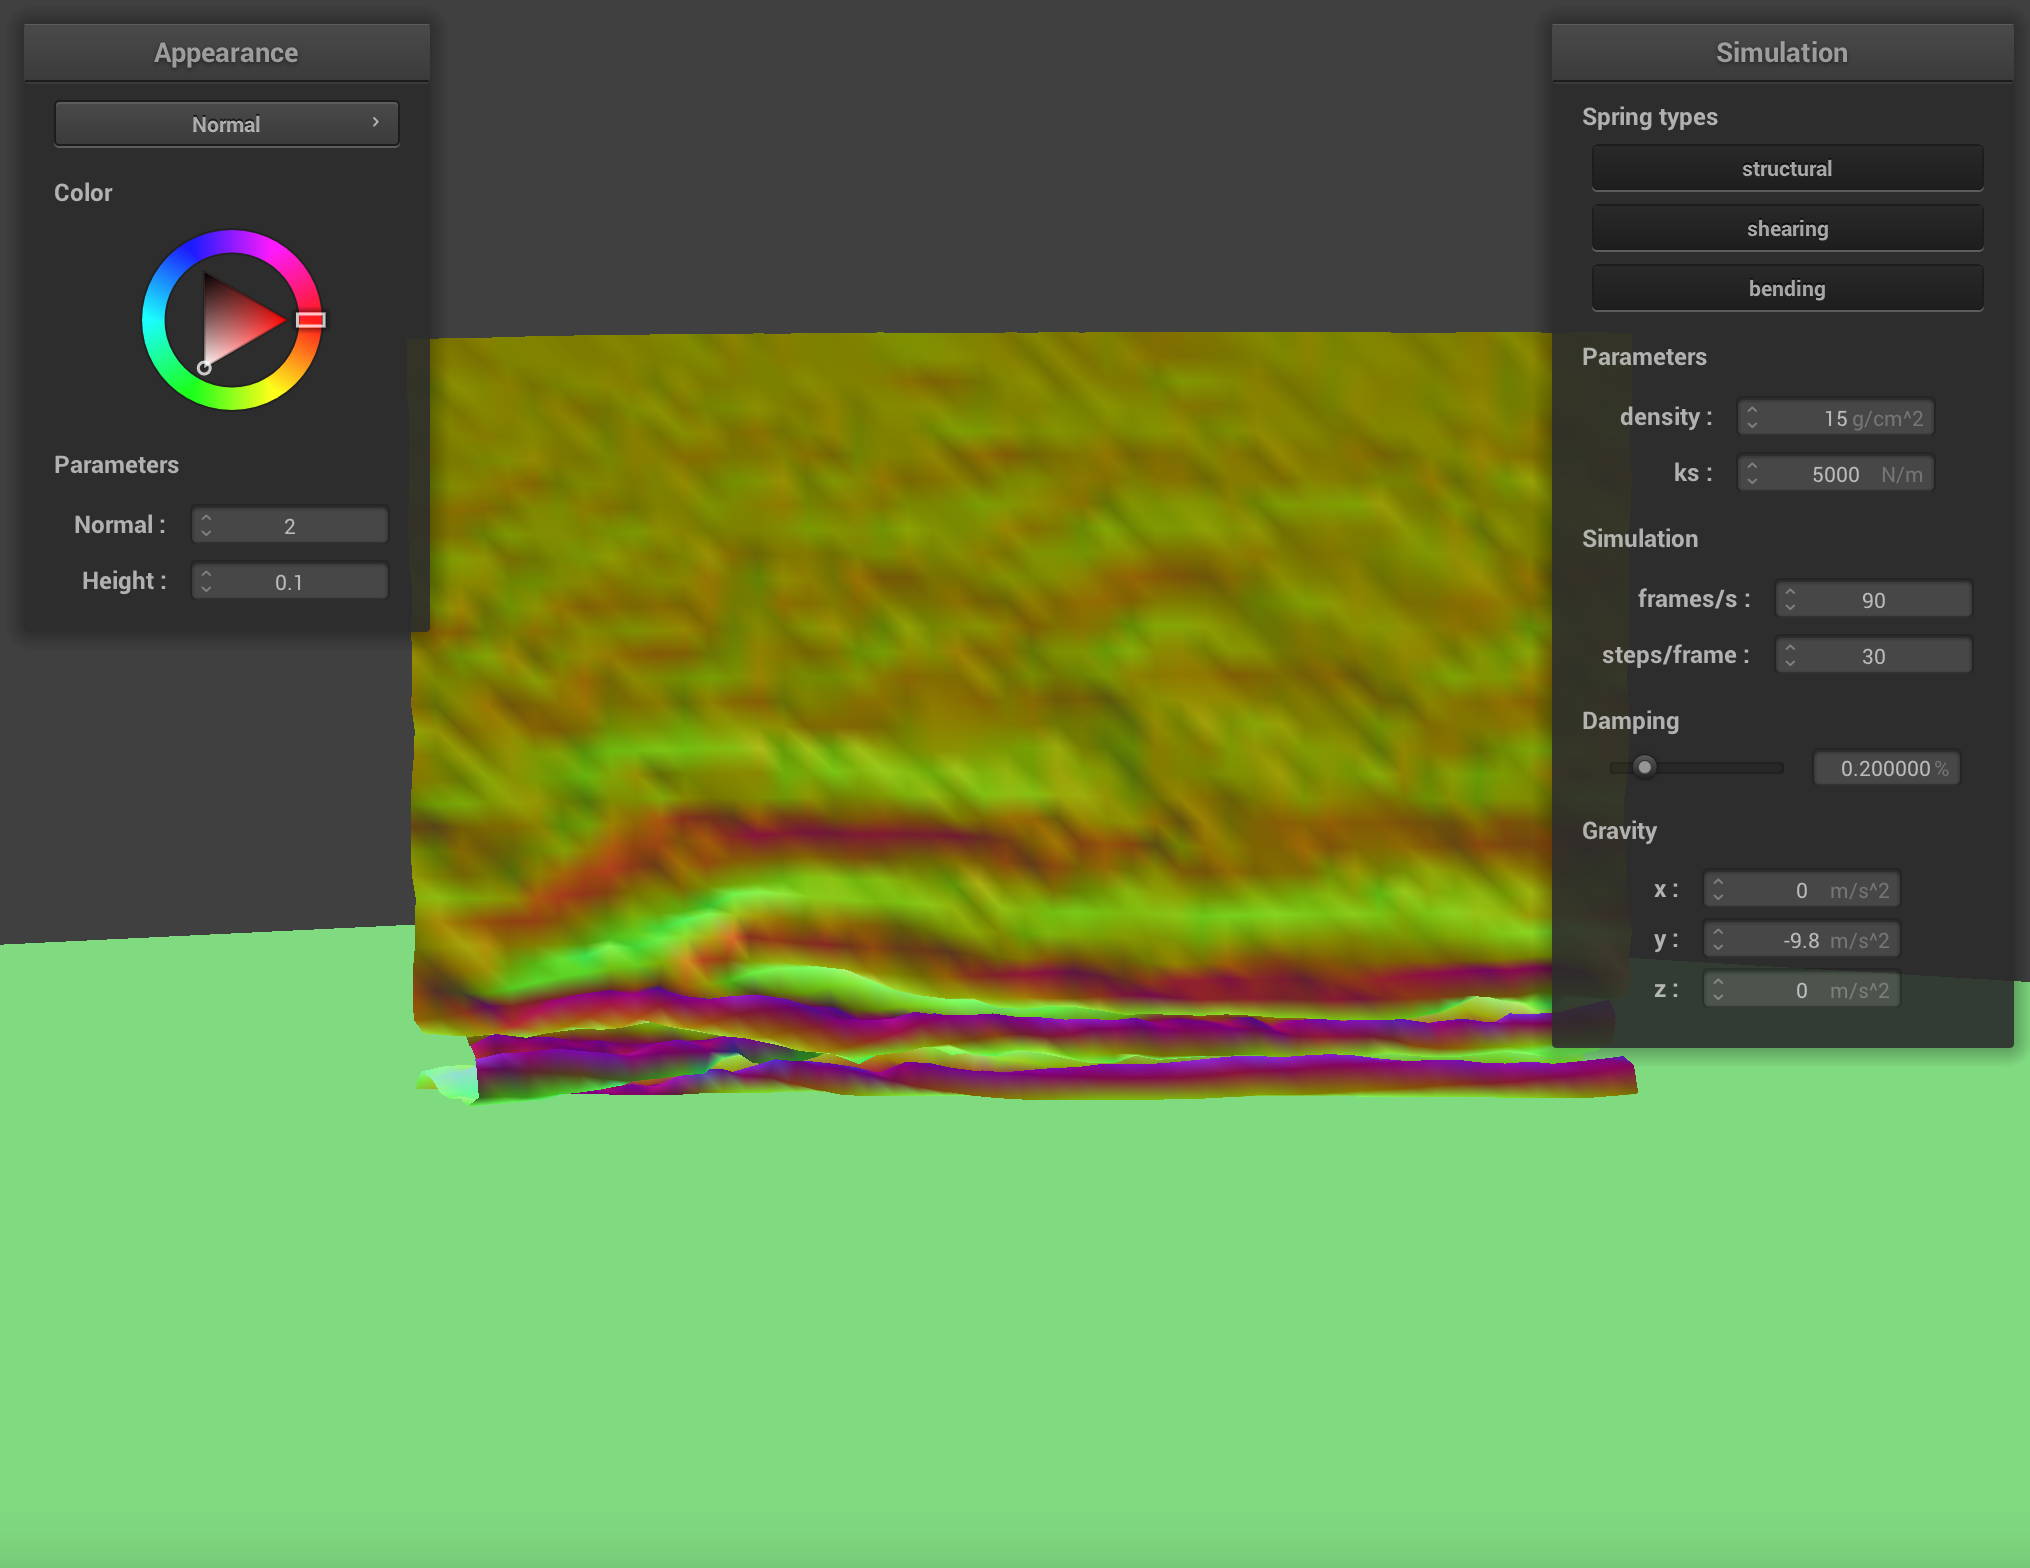 Appearance
Normal
Color
Parameters
Normal : 2
Height : 0.1
Simulation
Spring types
structural
shearing
bending
Parameters
density : 15 g/cm^2
ks : 5000 N/m
Simulation
frames/s : 90
steps/frame : 30
Damping
0.200000 %
Gravity
x : 0 m/s^2
y : -9.8 m/s^2
z : 0 m/s^2